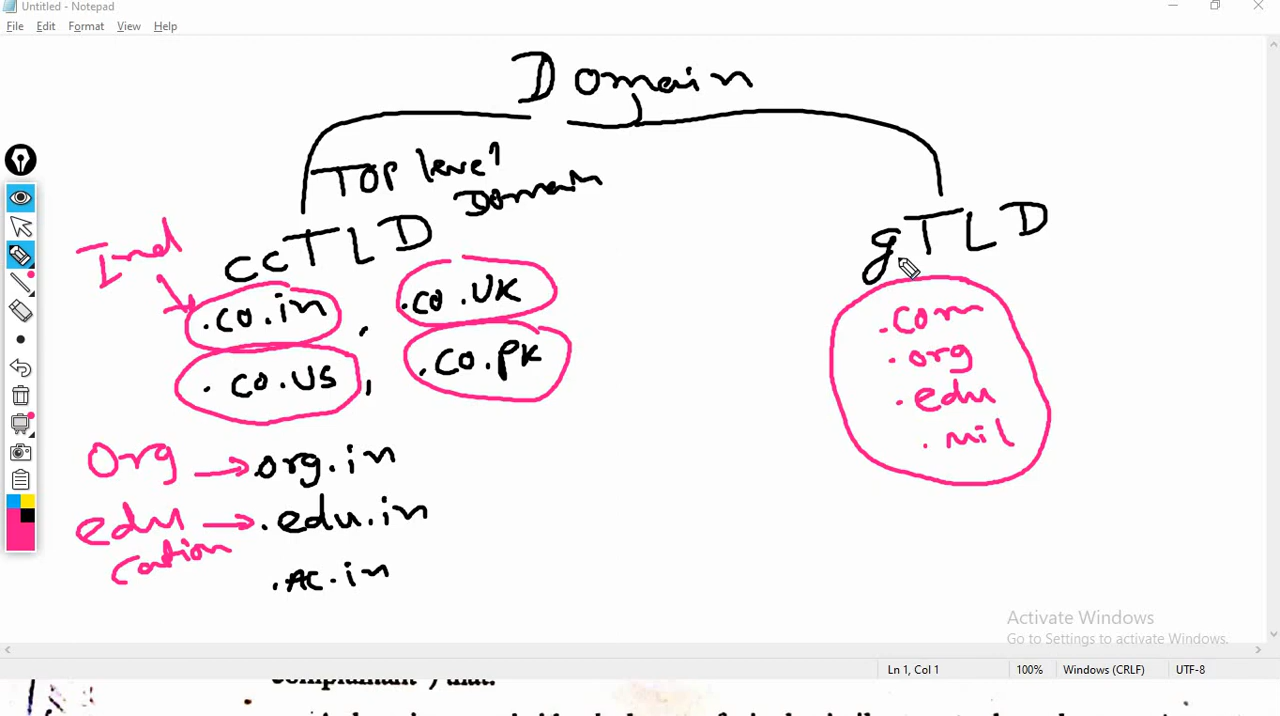 Untitled - Notepad
File Edit Format View Help
Domain
TOP level
Domain
ccTLD
gTLD
Ind
.co.in , .co.UK
.co.US , .co.PK
.com
.org
.edu
.mil
Org → org.in
edu → .edu.in
cation
.AC.in
Activate Windows
Go to Settings to activate Windows.
Ln 1, Col 1 100% Windows (CRLF) UTF-8
complainant") that: